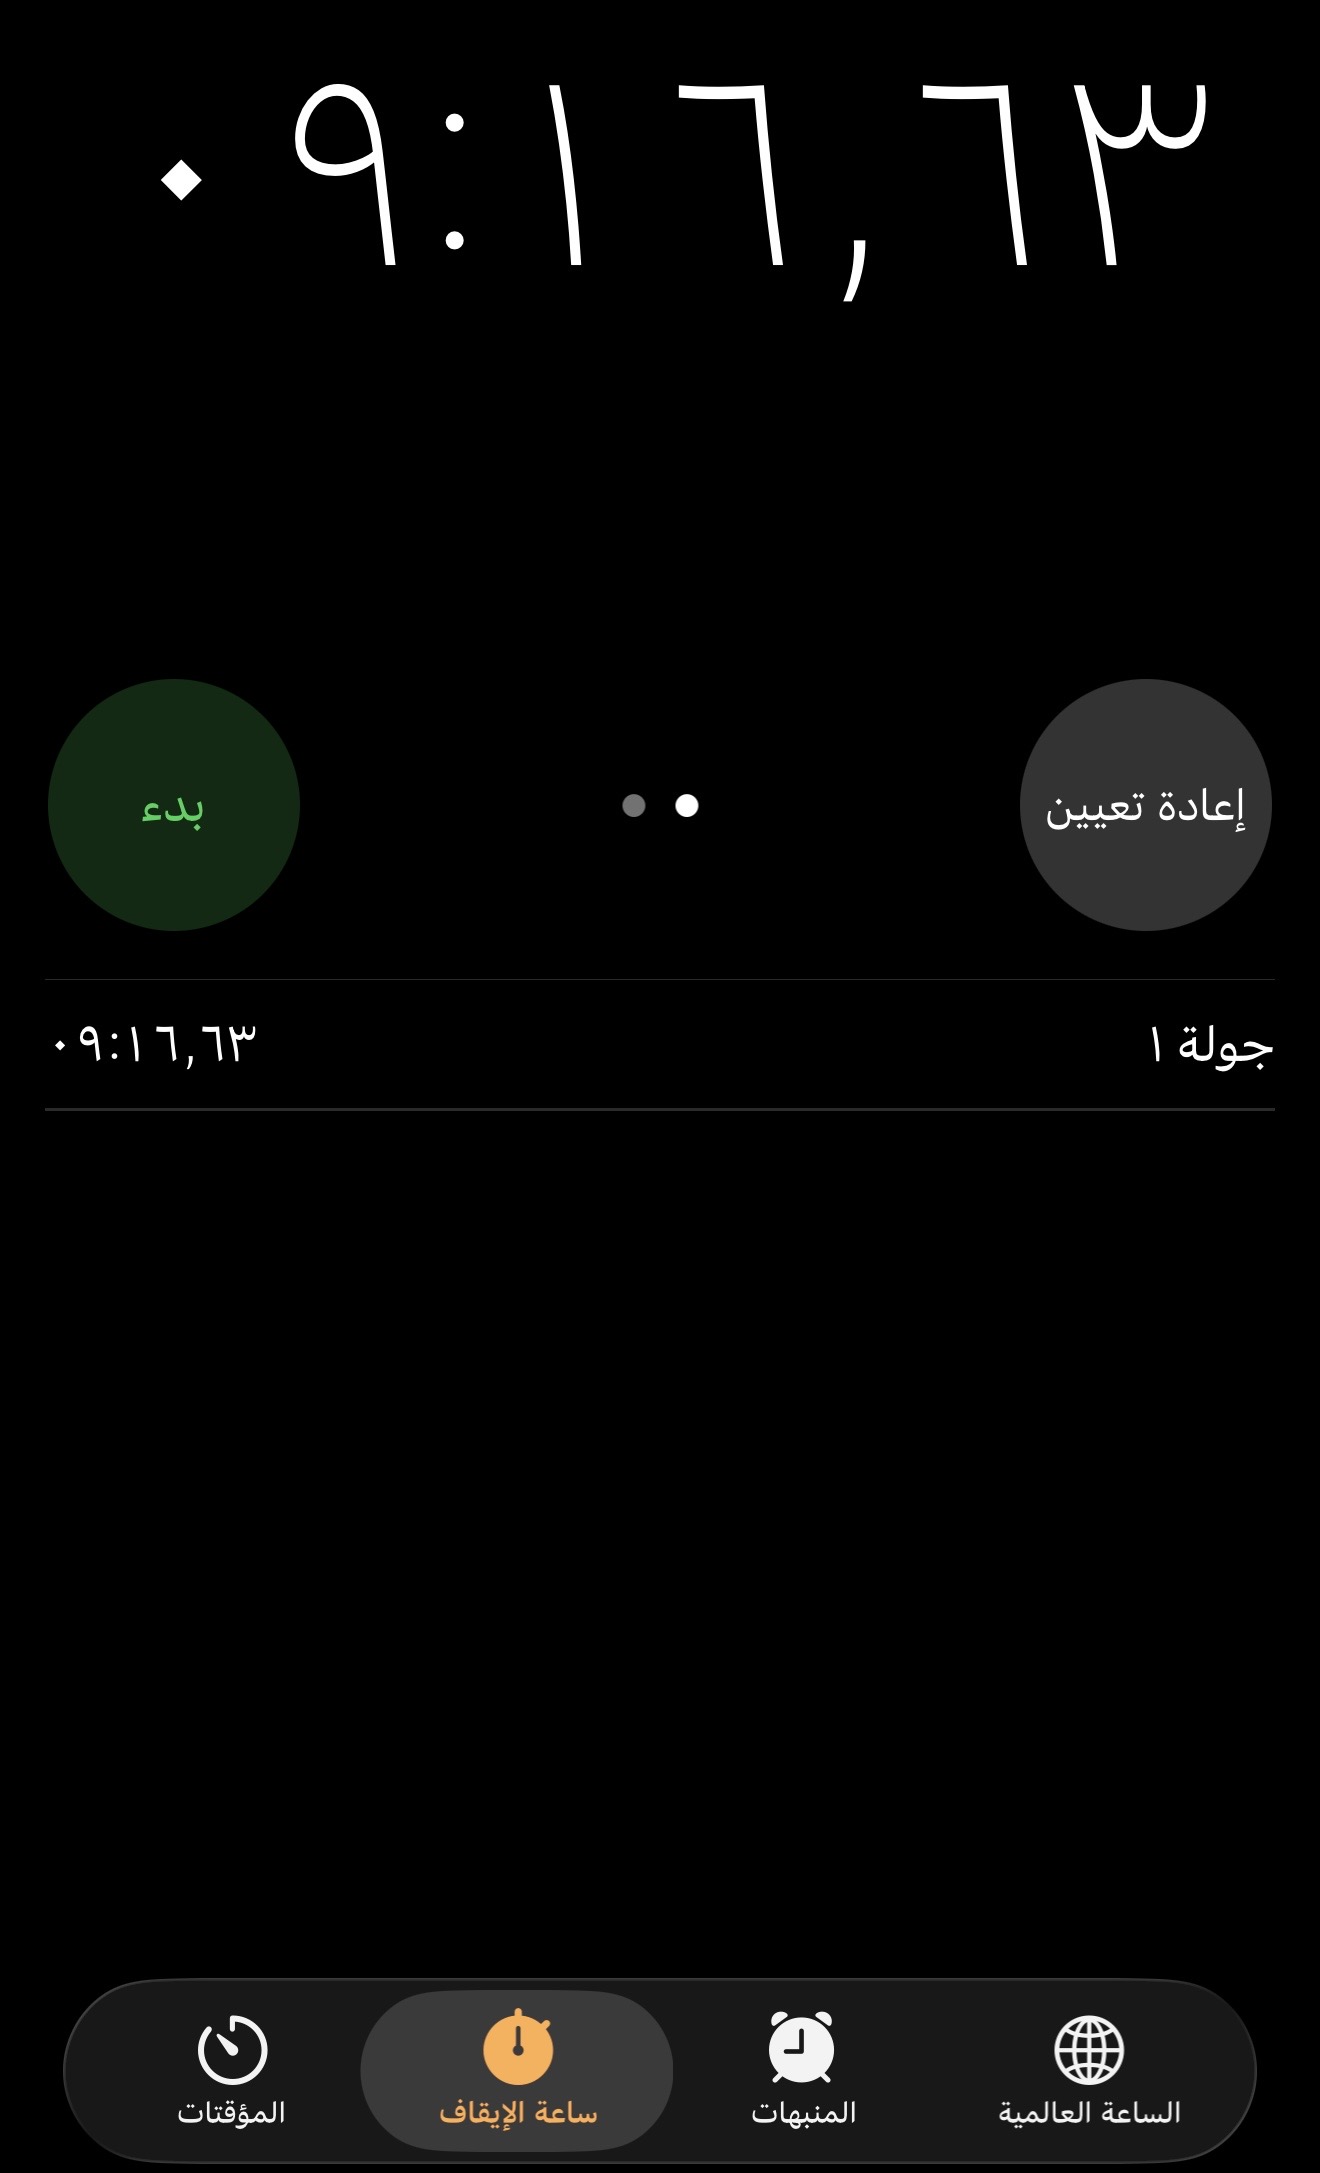 ٠٩:١٦,٦٣
إعادة تعيين
بدء
جولة ١
٠٩:١٦,٦٣
الساعة العالمية
المنبهات
ساعة الإيقاف
المؤقتات